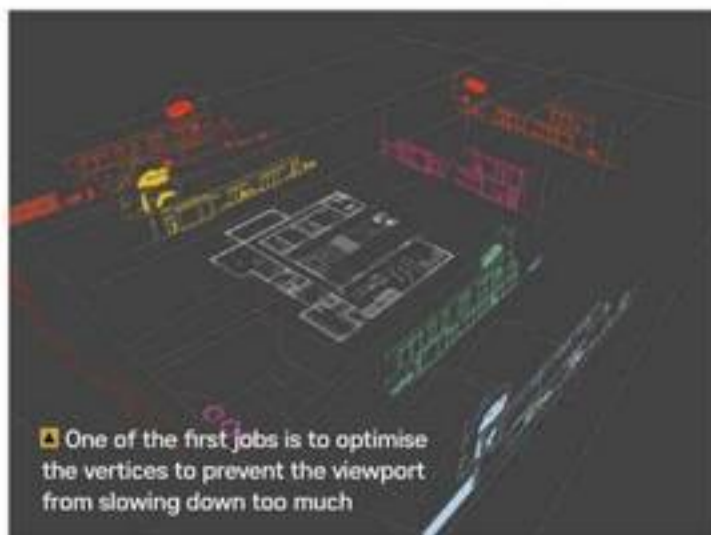 One of the first jobs is to optimise
the vertices to prevent the viewport
from slowing down too much